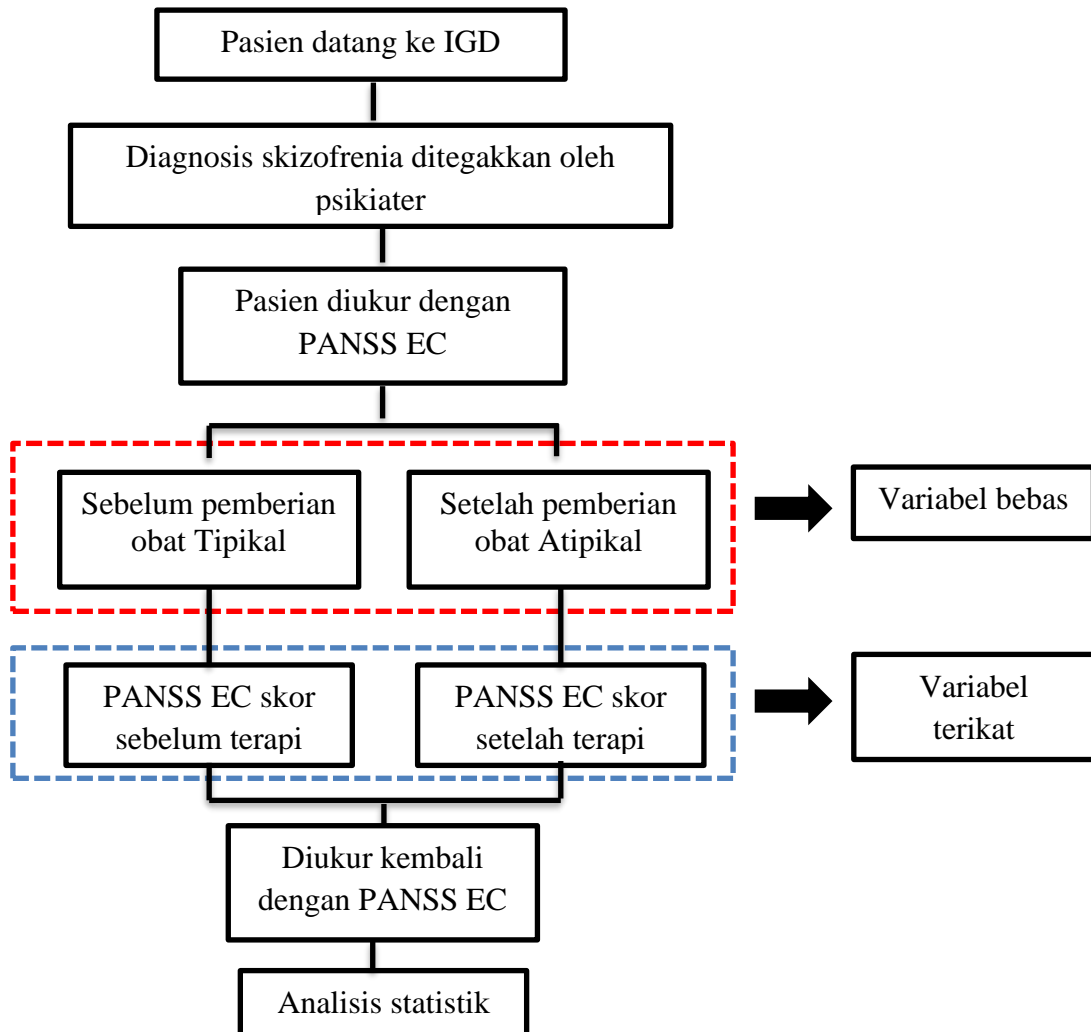 Pasien datang ke IGD
Diagnosis skizofrenia ditegakkan oleh
psikiater
Pasien diukur dengan
PANSS EC
Sebelum pemberian
obat Tipikal
Setelah pemberian
obat Atipikal
Variabel bebas
PANSS EC skor
sebelum terapi
PANSS EC skor
setelah terapi
Variabel
terikat
Diukur kembali
dengan PANSS EC
Analisis statistik